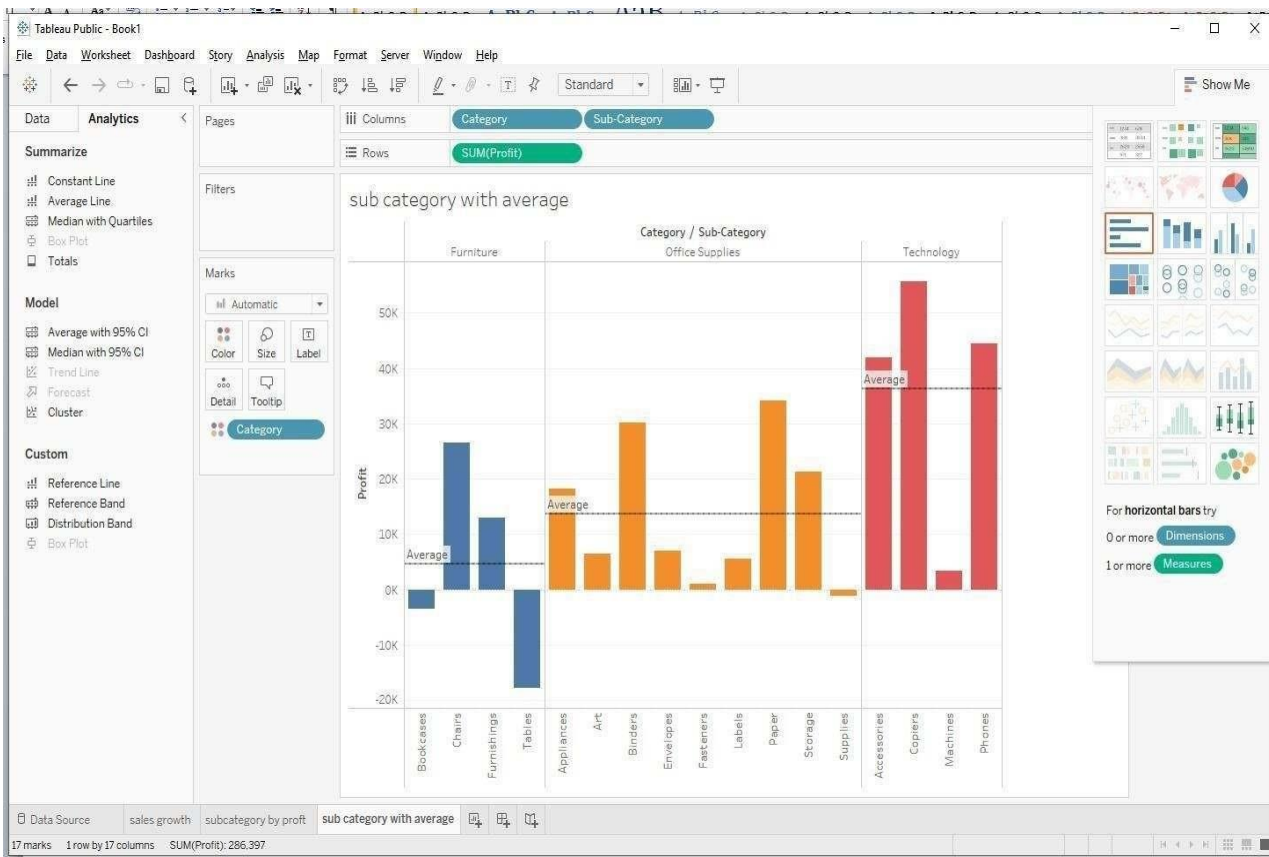 Tableau Public - Book1
File Data Worksheet Dashboard Story Analysis Map Format Server Window Help
Standard
Show Me
Data Analytics
Pages
iii Columns Category Sub-Category
Rows SUM(Profit)
Summarize
Constant Line
Average Line
Median with Quartiles
Box Plot
Totals
Model
Average with 95% CI
Median with 95% CI
Trend Line
Forecast
Cluster
Custom
Reference Line
Reference Band
Distribution Band
Box Plot
Filters
Marks
Automatic
Color Size Label
Detail Tooltip
Category
sub category with average
Category / Sub-Category
Furniture Office Supplies Technology
Profit
50K
40K
30K
20K
10K
0K
-10K
-20K
Average
Average
Average
Bookcases
Chairs
Furnishings
Tables
Appliances
Art
Binders
Envelopes
Fasteners
Labels
Paper
Storage
Supplies
Accessories
Copiers
Machines
Phones
For horizontal bars try
0 or more Dimensions
1 or more Measures
Data Source sales growth subcategory by proft sub category with average
17 marks 1 row by 17 columns SUM(Profit): 286,397